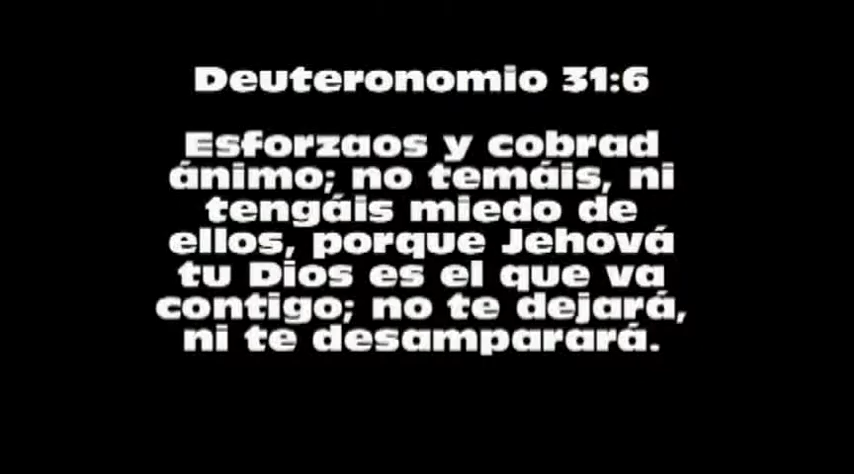 Deuteronomio 31:6
Esforzaos y cobrad
ánimo; no temáis, ni
tengáis miedo de
ellos, porque Jehová
tu Dios es el que va
contigo; no te dejará,
ni te desamparará.